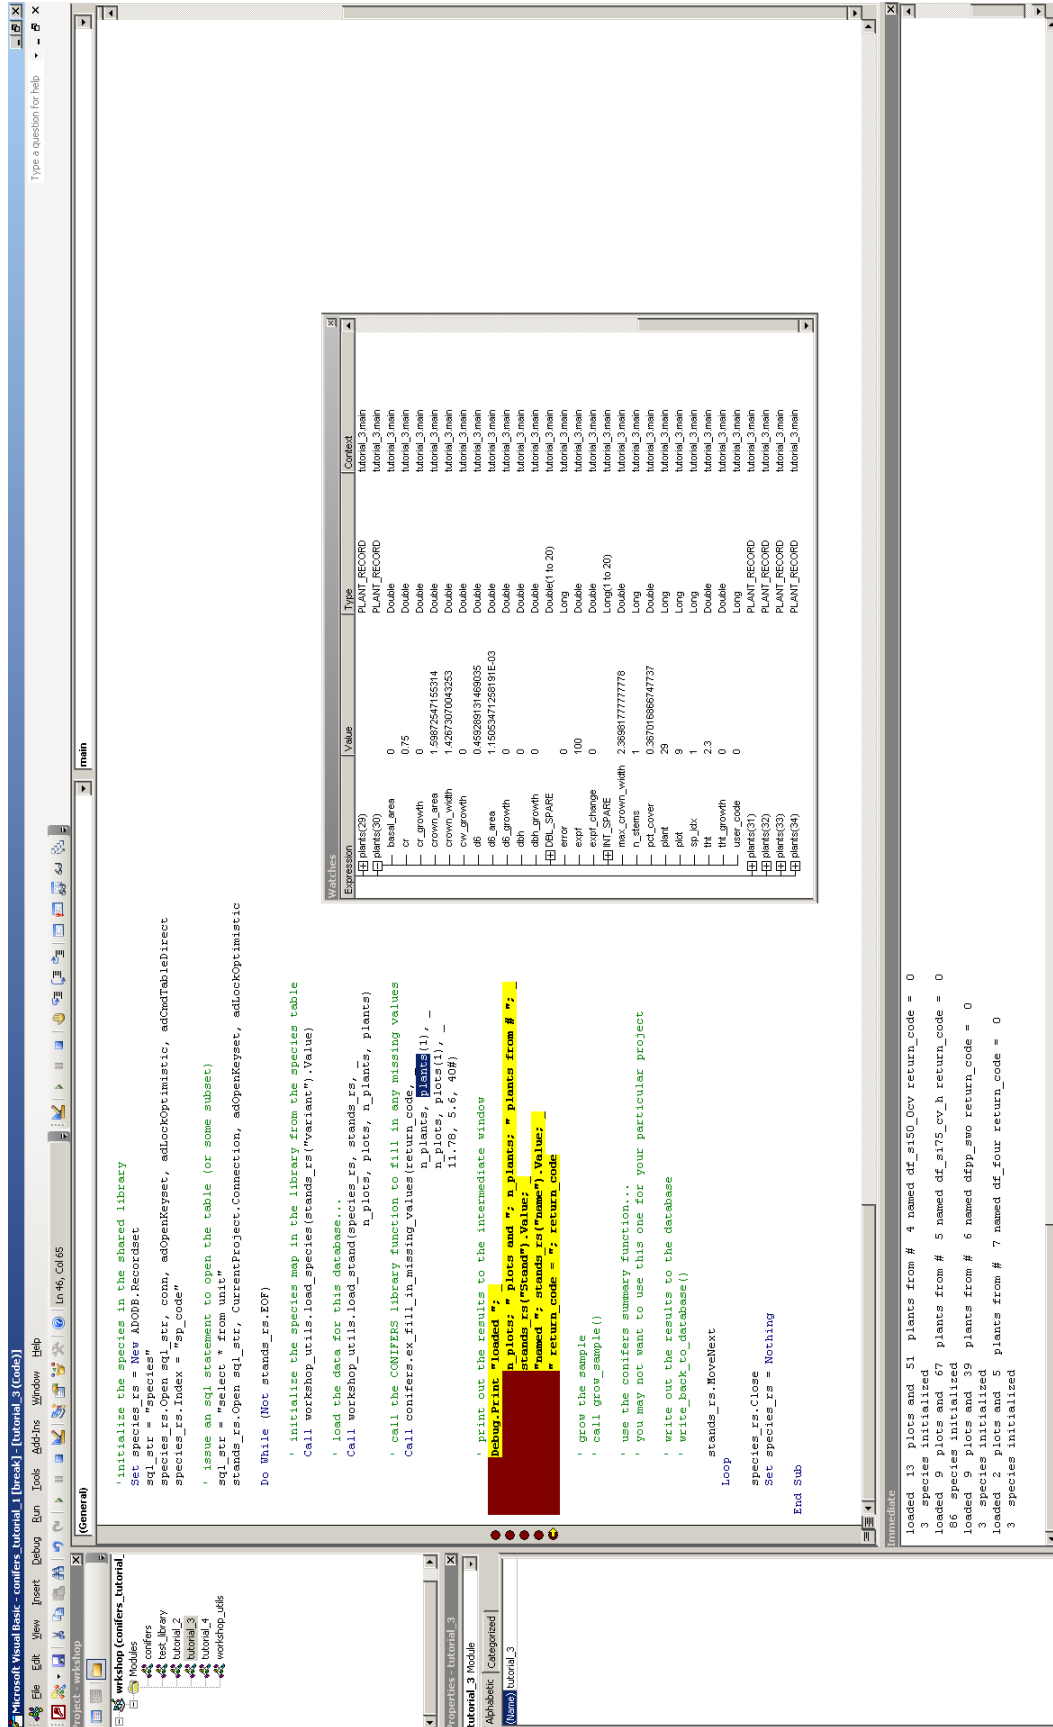 Microsoft Visual Basic - conifers_tutorial_1 [break] - [tutorial_3 (Code)]
File Edit View Insert Debug Run Tools Add-Ins Window Help
Type a question for help
Ln 46, Col 65
Project - wrkshop
wrkshop (conifers_tutorial_
Modules
conifers
test_library
tutorial_2
tutorial_3
tutorial_4
workshop_utils
Properties - tutorial_3
tutorial_3 Module
Alphabetic Categorized
(Name) tutorial_3
(General)
main
'initialize the species in the shared library
Set species_rs = New ADODB.Recordset
sql_str = "species"
species_rs.Open sql_str, conn, adOpenKeyset, adLockOptimistic, adCmdTableDirect
species_rs.Index = "sp_code"
' issue an sql statement to open the table (or some subset)
sql_str = "select * from unit"
stands_rs.Open sql_str, CurrentProject.Connection, adOpenKeyset, adLockOptimistic
Do While (Not stands_rs.EOF)
' initialize the species map in the library from the species table
Call workshop_utils.load_species(stands_rs("variant").Value)
' load the data for this database...
Call workshop_utils.load_stand(species_rs, stands_rs, _
n_plots, plots, n_plants, plants)
' call the CONIFERS library function to fill in any missing values
Call conifers.ex_fill_in_missing_values(return_code, _
n_plants, plants(1), _
n_plots, plots(1), _
11.78, 5.6, 40#)
' print out the results to the intermediate window
Debug.Print "loaded "; _
n_plots; " plots and "; n_plants; " plants from # "; _
stands_rs("Stand").Value; _
"named "; stands_rs("name").Value; _
" return_code = "; return_code
' grow the sample
' call grow_sample()
' use the conifers summary function...
' you may not want to use this one for your particular project
' write out the results to the database
' write_back_to_database()
stands_rs.MoveNext
Loop
species_rs.Close
Set species_rs = Nothing
End Sub
Watches
Expression Value Type Context
plants(29) PLANT_RECORD tutorial_3.main
plants(30) PLANT_RECORD tutorial_3.main
basal_area 0 Double tutorial_3.main
cr 0.75 Double tutorial_3.main
cr_growth 0 Double tutorial_3.main
crown_area 1.59872547155314 Double tutorial_3.main
crown_width 1.42673070043253 Double tutorial_3.main
cw_growth 0 Double tutorial_3.main
d6 0.459289131469035 Double tutorial_3.main
d6_area 1.15053471258191E-03 Double tutorial_3.main
d6_growth 0 Double tutorial_3.main
dbh 0 Double tutorial_3.main
dbh_growth 0 Double tutorial_3.main
DBL_SPARE Double(1 to 20) tutorial_3.main
error 0 Long tutorial_3.main
expf 100 Double tutorial_3.main
expf_change 0 Double tutorial_3.main
INT_SPARE Long(1 to 20) tutorial_3.main
max_crown_width 2.36981777777778 Double tutorial_3.main
n_stems 1 Long tutorial_3.main
pct_cover 0.367016866747737 Double tutorial_3.main
plant 29 Long tutorial_3.main
plot 9 Long tutorial_3.main
sp_idx 1 Long tutorial_3.main
tht 2.3 Double tutorial_3.main
tht_growth 0 Double tutorial_3.main
user_code 0 Long tutorial_3.main
plants(31) PLANT_RECORD tutorial_3.main
plants(32) PLANT_RECORD tutorial_3.main
plants(33) PLANT_RECORD tutorial_3.main
plants(34) PLANT_RECORD tutorial_3.main
Immediate
loaded 13 plots and 51 plants from # 4 named df_si150_0cv return_code = 0
3 species initialized
loaded 9 plots and 67 plants from # 5 named df_si75_cv_h return_code = 0
86 species initialized
loaded 9 plots and 39 plants from # 6 named dfpp_swo return_code = 0
3 species initialized
loaded 2 plots and 5 plants from # 7 named df_four return_code = 0
3 species initialized